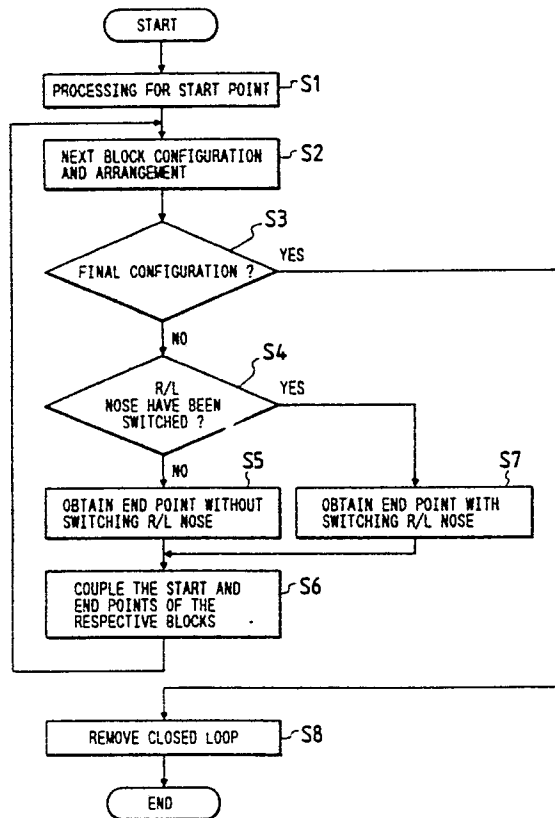 START
PROCESSING FOR START POINT
S1
NEXT BLOCK CONFIGURATION
AND ARRANGEMENT
S2
S3
FINAL CONFIGURATION ?
YES
NO
S4
R/L
NOSE HAVE BEEN
SWITCHED ?
YES
NO
S5
OBTAIN END POINT WITHOUT
SWITCHING R/L NOSE
S7
OBTAIN END POINT WITH
SWITCHING R/L NOSE
COUPLE THE START AND
END POINTS OF THE
RESPECTIVE BLOCKS
S6
REMOVE CLOSED LOOP
S8
END